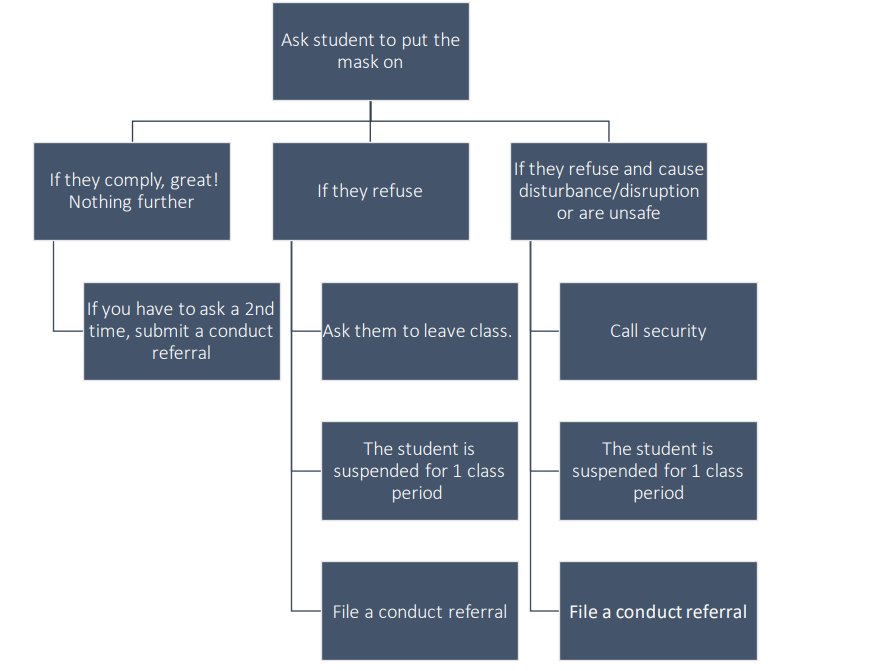 Ask student to put the
mask on
If they comply, great!
Nothing further
If you have to ask a 2nd
time, submit a conduct
referral
If they refuse
Ask them to leave class.
The student is
suspended for 1 class
period
File a conduct referral
If they refuse and cause
disturbance/disruption
or are unsafe
Call security
The student is
suspended for 1 class
period
File a conduct referral